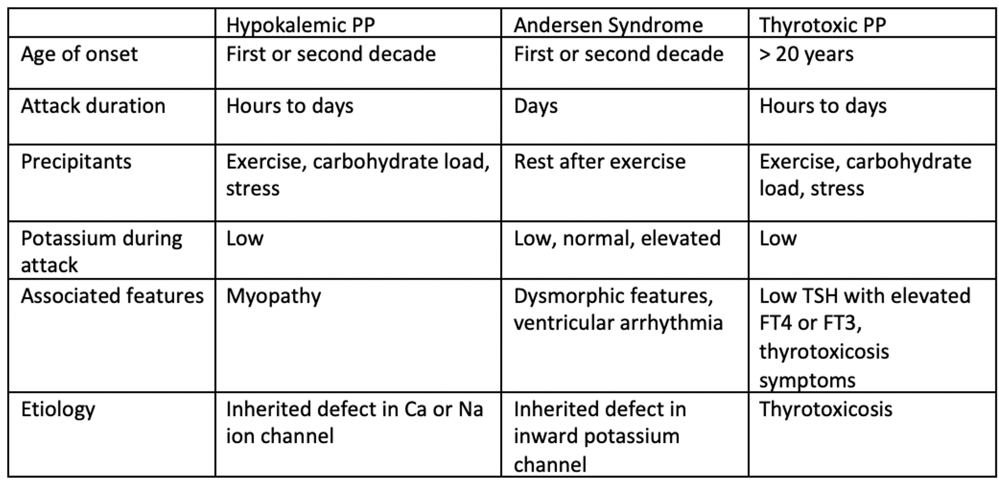 Hypokalemic PP Andersen Syndrome Thyrotoxic PP
Age of onset First or second decade First or second decade > 20 years
Attack duration Hours to days Days Hours to days
Precipitants Exercise, carbohydrate load, Rest after exercise Exercise, carbohydrate
stress load, stress
Potassium during Low Low, normal, elevated Low
attack
Associated features Myopathy Dysmorphic features, Low TSH with elevated
ventricular arrhythmia FT4 or FT3,
thyrotoxicosis
symptoms
Etiology Inherited defect in Ca or Na Inherited defect in Thyrotoxicosis
ion channel inward potassium
channel